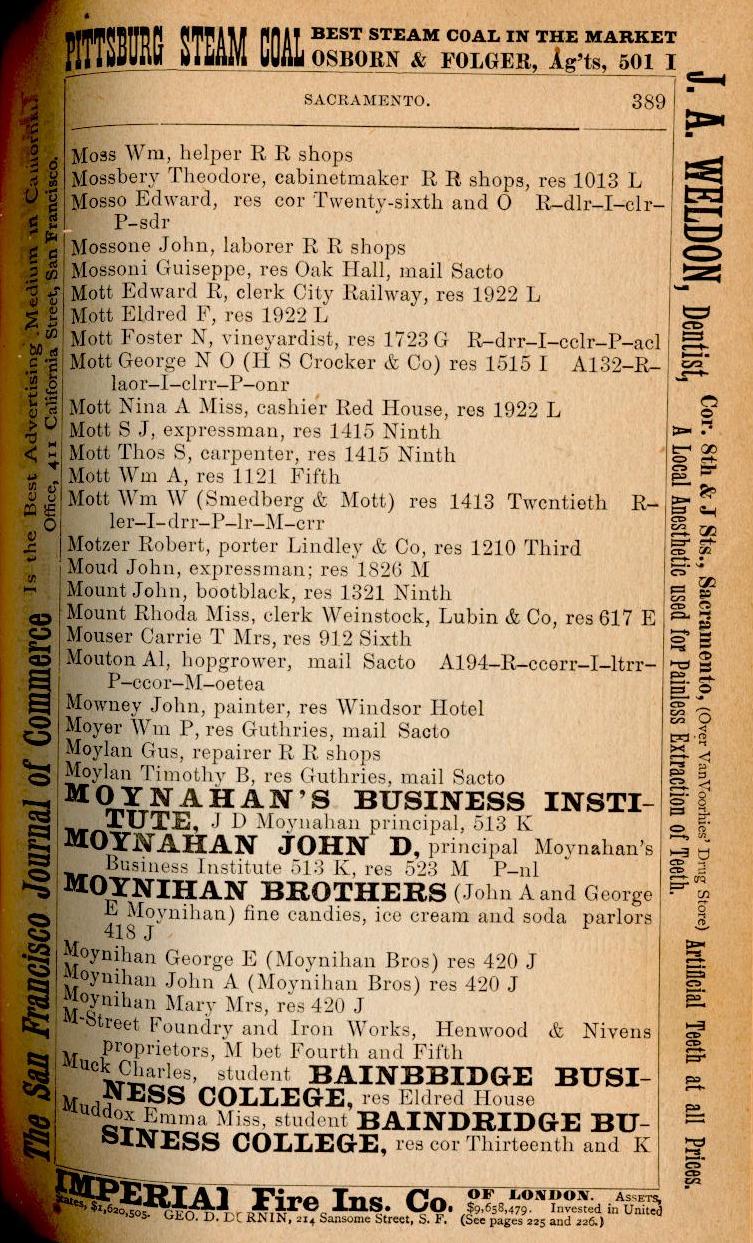 PITTSBURG STEAM COAL BEST STEAM COAL IN THE MARKET
OSBORN & FOLGER, Ag'ts, 501 I
SACRAMENTO. 389
Moss Wm, helper R R shops
Mossbery Theodore, cabinetmaker R R shops, res 1013 L
Mosso Edward, res cor Twenty-sixth and O R-dlr-I-clr-
P-sdr
Mossone John, laborer R R shops
Mossoni Guiseppe, res Oak Hall, mail Sacto
Mott Edward R, clerk City Railway, res 1922 L
Mott Eldred F, res 1922 L
Mott Foster N, vineyardist, res 1723 G R-drr-I-cclr-P-acl
Mott George N O (H S Crocker & Co) res 1515 I A132-R-
laor-I-clrr-P-onr
Mott Nina A Miss, cashier Red House, res 1922 L
Mott S J, expressman, res 1415 Ninth
Mott Thos S, carpenter, res 1415 Ninth
Mott Wm A, res 1121 Fifth
Mott Wm W (Smedberg & Mott) res 1413 Twentieth R-
ler-I-drr-P-lr-M-crr
Motzer Robert, porter Lindley & Co, res 1210 Third
Moud John, expressman; res 1826 M
Mount John, bootblack, res 1321 Ninth
Mount Rhoda Miss, clerk Weinstock, Lubin & Co, res 617 E
Mouser Carrie T Mrs, res 912 Sixth
Mouton Al, hopgrower, mail Sacto A194-R-ccerr-I-ltrr-
P-ccor-M-oetea
Mowney John, painter, res Windsor Hotel
Moyer Wm P, res Guthries, mail Sacto
Moylan Gus, repairer R R shops
Moylan Timothy B, res Guthries, mail Sacto
MOYNAHAN'S BUSINESS INSTI-
TUTE, J D Moynahan principal, 513 K
MOYNAHAN JOHN D, principal Moynahan's
Business Institute 513 K, res 523 M P-nl
MOYNIHAN BROTHERS (John A and George
E Moynihan) fine candies, ice cream and soda parlors
418 J
Moynihan George E (Moynihan Bros) res 420 J
Moynihan John A (Moynihan Bros) res 420 J
Moynihan Mary Mrs, res 420 J
M-Street Foundry and Iron Works, Henwood & Nivens
proprietors, M bet Fourth and Fifth
Muck Charles, student BAINBBIDGE BUSI-
NESS COLLEGE, res Eldred House
Muddox Emma Miss, student BAINDRIDGE BU-
SINESS COLLEGE, res cor Thirteenth and K
IMPERIAl Fire Ins. Co. OF LONDON. ASSETS,
$9,658,479. Invested in United
States, $1,620,505. GEO. D. DORNIN, 214 Sansome Street, S. F. (See pages 225 and 226.)
The San Francisco Journal of Commerce Is the Best Advertising Medium in California.
Office, 411 California Street, San Francisco.
J. A. WELDON, Dentist, Cor. 8th & J Sts., Sacramento, (Over Van Voorhies' Drug Store) Artificial Teeth at all Prices.
A Local Anesthetic used for Painless Extraction of Teeth.